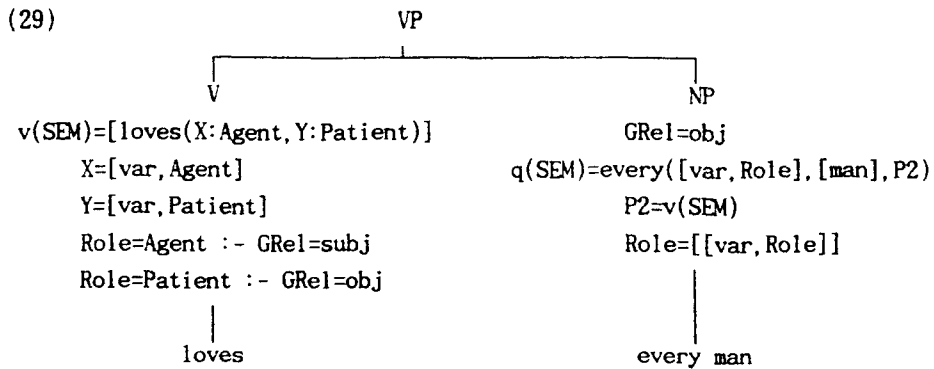 (29) VP
V NP
v(SEM)=[loves(X:Agent,Y:Patient)] GRel=obj
X=[var,Agent] q(SEM)=every([var,Role],[man],P2)
Y=[var,Patient] P2=v(SEM)
Role=Agent :- GRel=subj Role=[[var,Role]]
Role=Patient :- GRel=obj
loves every man